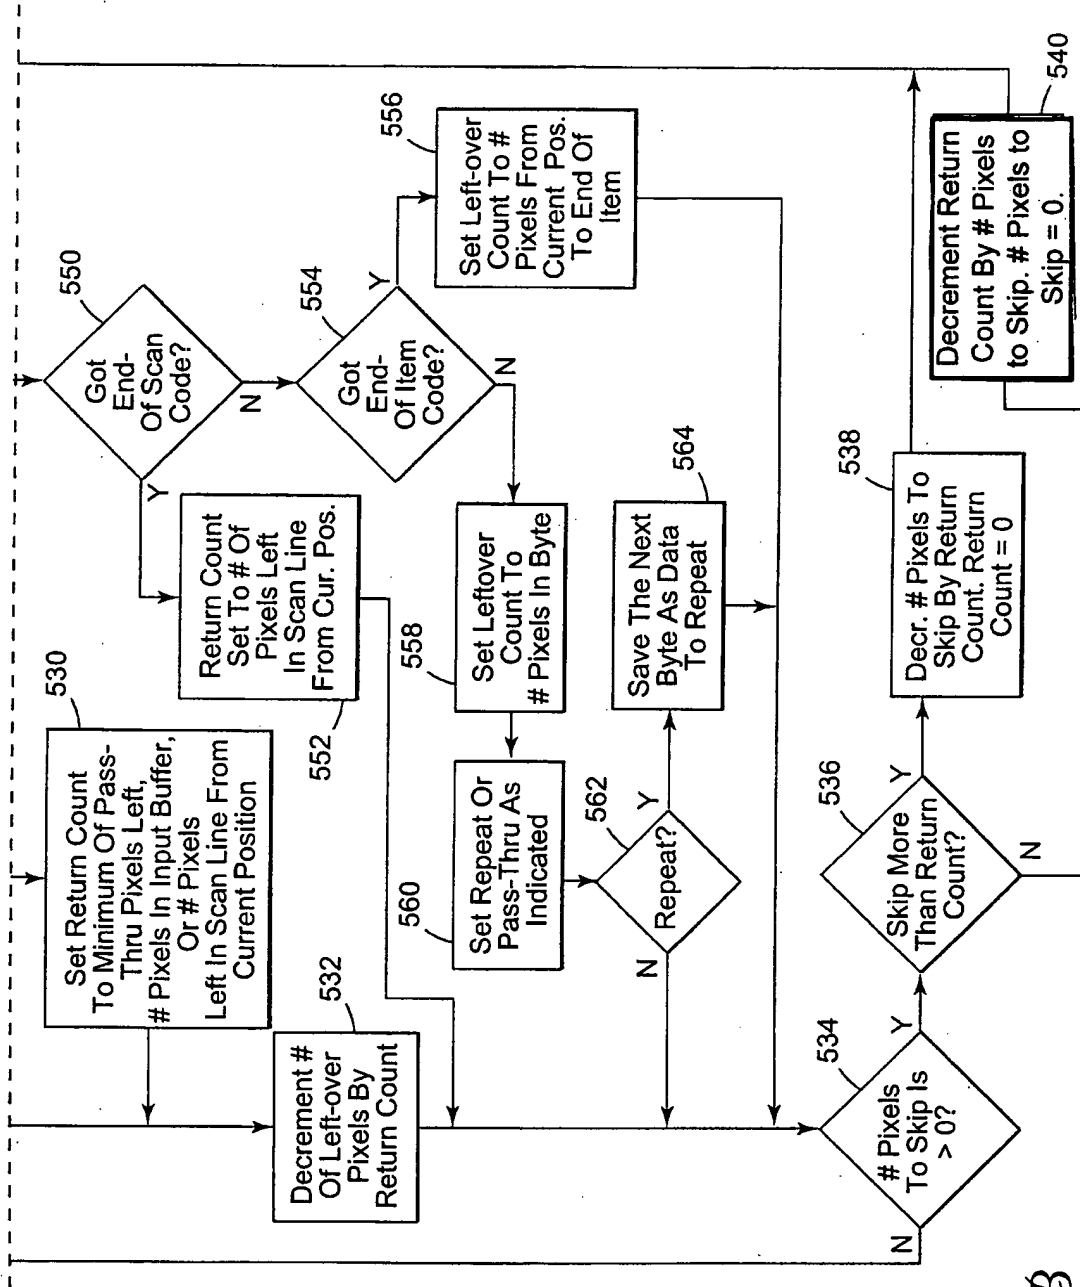 550
Got
End-
Of Scan
Code?
Y
N
554
Got
End-
Of Item
Code?
Y
N
556
Set Left-over
Count To #
Pixels From
Current Pos.
To End Of
Item
Return Count
Set To # Of
Pixels Left
In Scan Line
From Cur. Pos.
552
530
Set Return Count
To Minimum Of Pass-
Thru Pixels Left,
# Pixels In Input Buffer,
Or # Pixels
Left In Scan Line From
Current Position
532
Decrement #
Of Left-over
Pixels By
Return Count
558
Set Leftover
Count To
# Pixels In Byte
560
Set Repeat Or
Pass-Thru As
Indicated
562
Repeat?
Y
N
564
Save The Next
Byte As Data
To Repeat
534
# Pixels
To Skip Is
> 0?
Y
N
536
Skip More
Than Return
Count?
Y
N
538
Decr. # Pixels To
Skip By Return
Count. Return
Count = 0
540
Decrement Return
Count By # Pixels
to Skip. # Pixels to
Skip = 0.